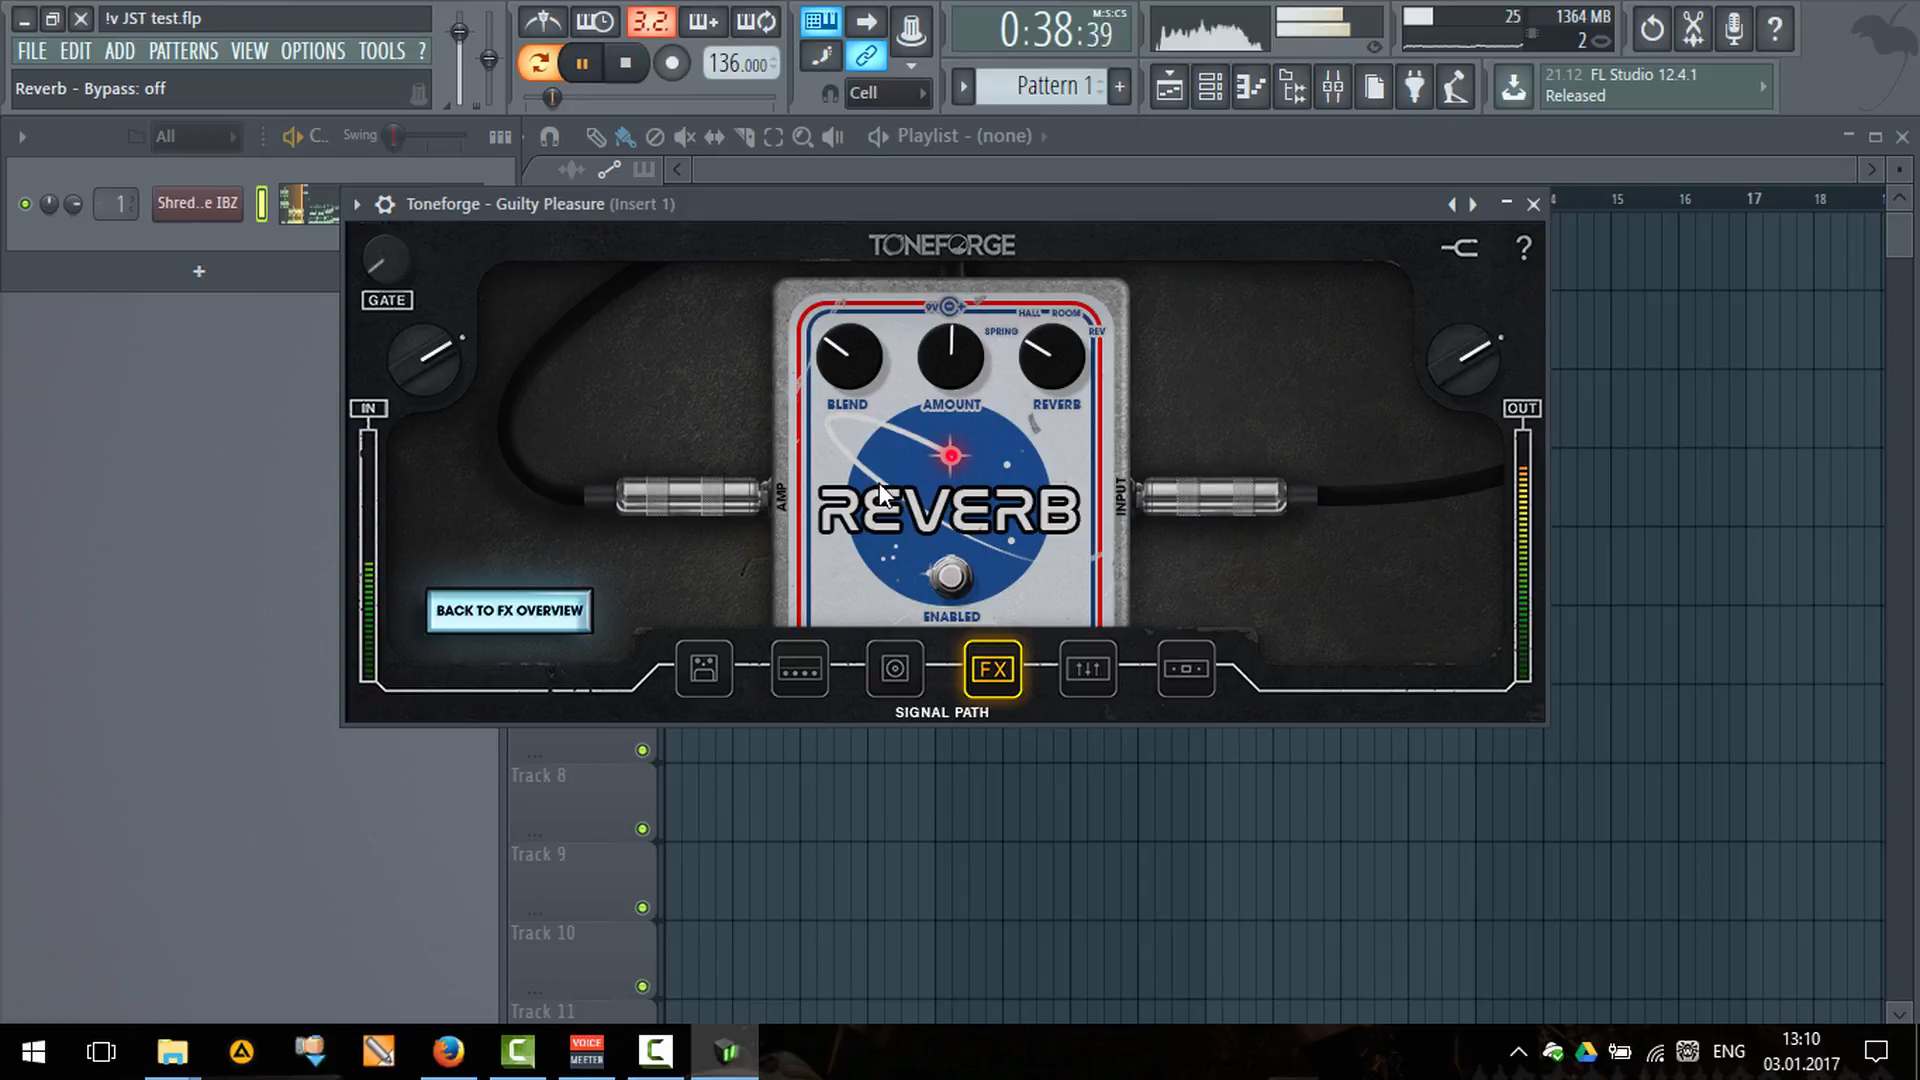 !v JST test.flp
FILE EDIT ADD PATTERNS VIEW OPTIONS TOOLS ?
Reverb - Bypass: off
3.2.
136.000
0:38:39
M:S:CS
Pattern 1
Cell
25
1364 MB
2
21.12 FL Studio 12.4.1
Released
All
C..
Swing
Playlist - (none)
1
Shred..e IBZ
4 15 16 17 18
Toneforge - Guilty Pleasure (Insert 1)
TONEFORGE
?
GATE
9V
SPRING
HALL
ROOM
REV
BLEND
AMOUNT
REVERB
IN
OUT
AMP
REVERB
INPUT
BACK TO FX OVERVIEW
ENABLED
FX
SIGNAL PATH
Track 8
Track 9
Track 10
Track 11
VOICE
MEETER
ENG
13:10
03.01.2017